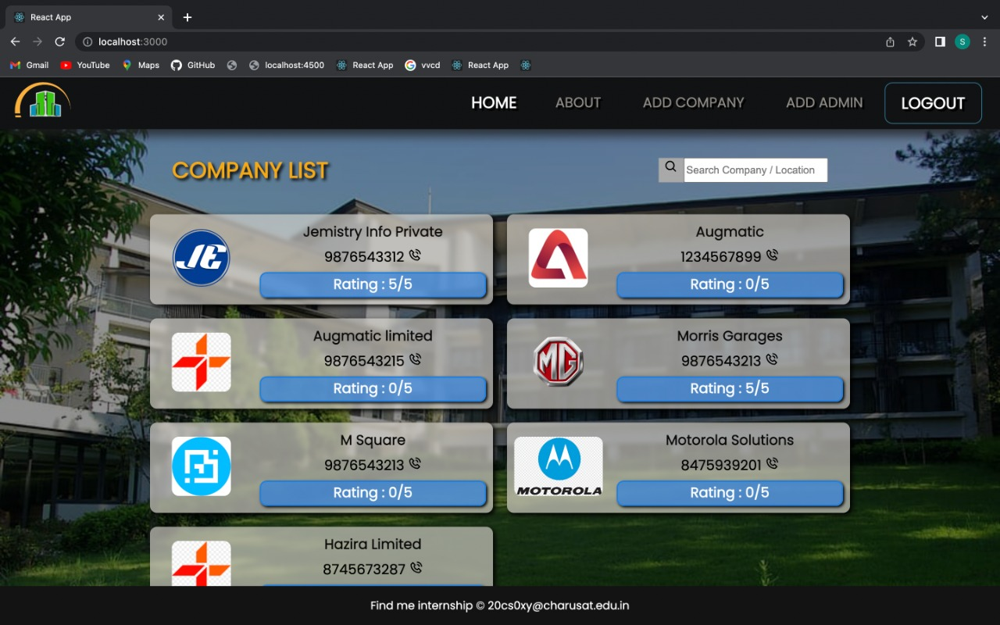 React App
localhost:3000
S
Gmail YouTube Maps GitHub localhost:4500 React App vvcd React App
HOME ABOUT ADD COMPANY ADD ADMIN LOGOUT
COMPANY LIST
Search Company / Location
Jemistry Info Private
9876543312
Rating : 5/5
Augmatic
1234567899
Rating : 0/5
Augmatic limited
9876543215
Rating : 0/5
MG
Morris Garages
9876543213
Rating : 5/5
M Square
9876543213
Rating : 0/5
MOTOROLA
Motorola Solutions
8475939201
Rating : 0/5
Hazira Limited
8745673287
Find me internship © 20cs0xy@charusat.edu.in